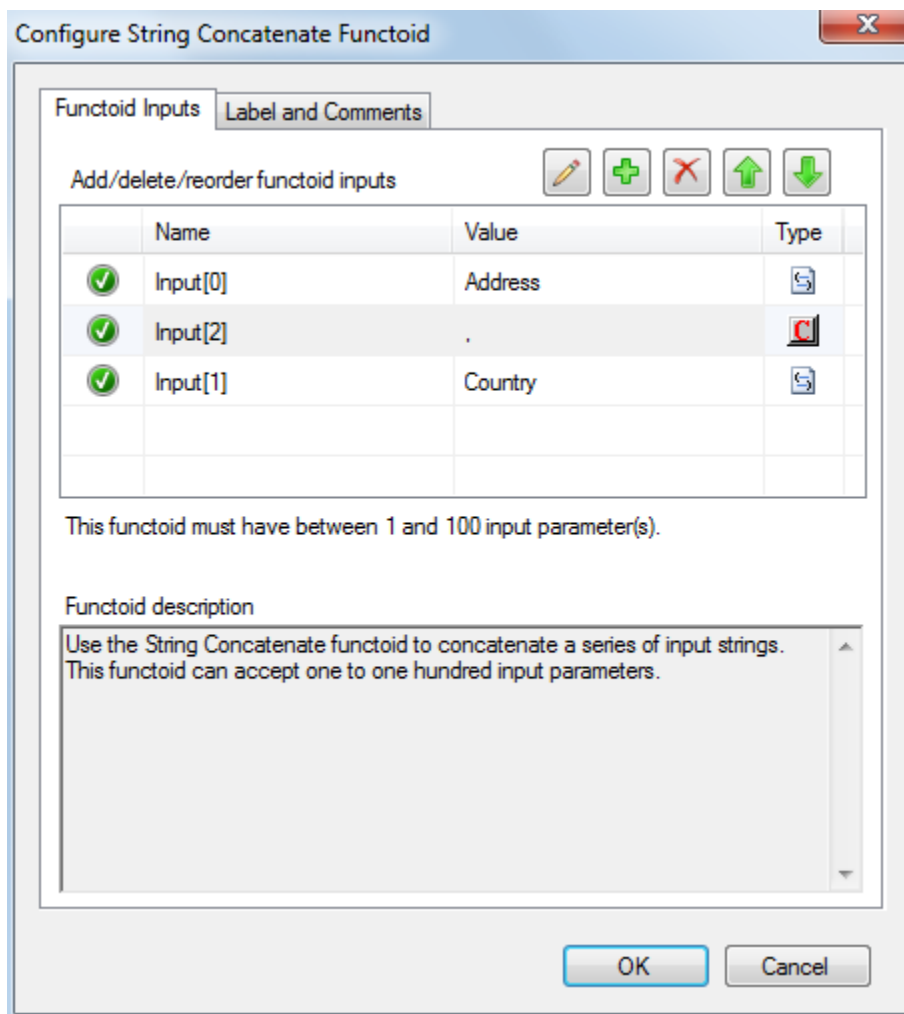 Configure String Concatenate Functoid
Functoid Inputs Label and Comments
Add/delete/reorder functoid inputs
Name Value Type
Input[0] Address
Input[2] , C
Input[1] Country
This functoid must have between 1 and 100 input parameter(s).
Functoid description
Use the String Concatenate functoid to concatenate a series of input strings.
This functoid can accept one to one hundred input parameters.
OK Cancel